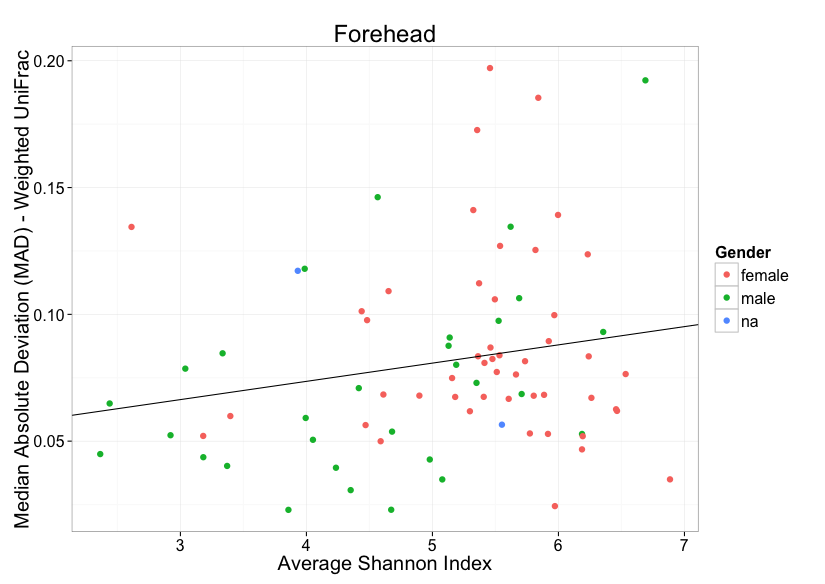 Forehead
Median Absolute Deviation (MAD) - Weighted UniFrac
0.20
0.15
0.10
0.05
3 4 5 6 7
Average Shannon Index
Gender
female
male
na